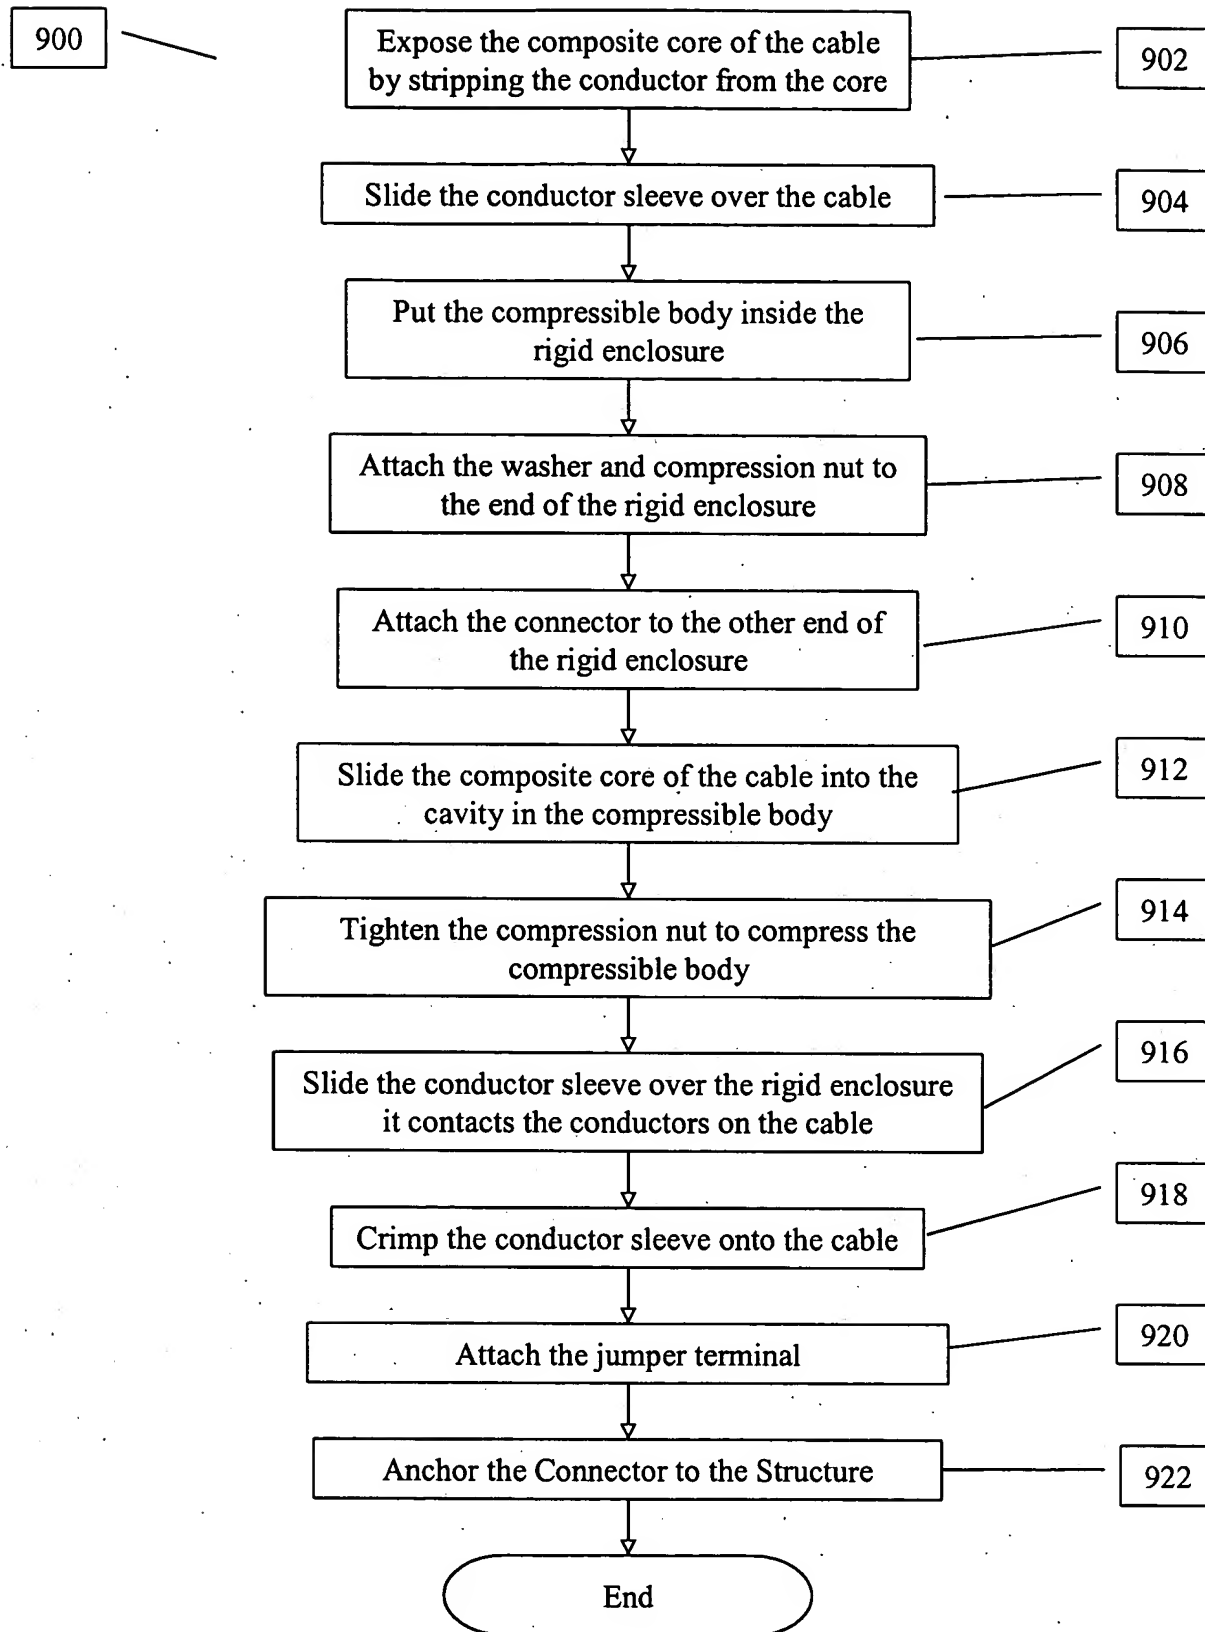 900
Expose the composite core of the cable
by stripping the conductor from the core
902
Slide the conductor sleeve over the cable
904
Put the compressible body inside the
rigid enclosure
906
Attach the washer and compression nut to
the end of the rigid enclosure
908
Attach the connector to the other end of
the rigid enclosure
910
Slide the composite core of the cable into the
cavity in the compressible body
912
Tighten the compression nut to compress the
compressible body
914
Slide the conductor sleeve over the rigid enclosure
it contacts the conductors on the cable
916
Crimp the conductor sleeve onto the cable
918
Attach the jumper terminal
920
Anchor the Connector to the Structure
922
End